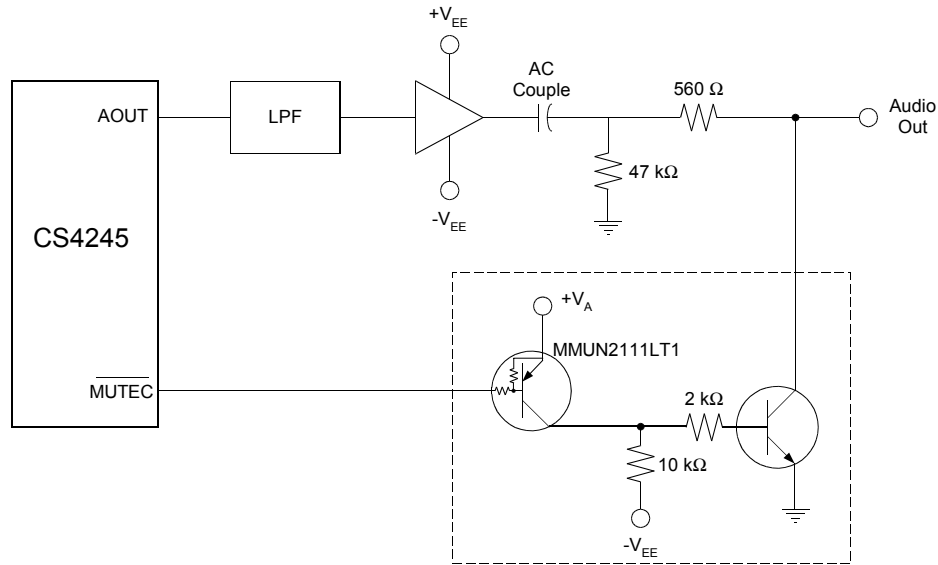 +VEE
AC
Couple
560 Ω
Audio
Out
AOUT
LPF
47 kΩ
-VEE
CS4245
+VA
MMUN2111LT1
MUTEC
2 kΩ
10 kΩ
-VEE